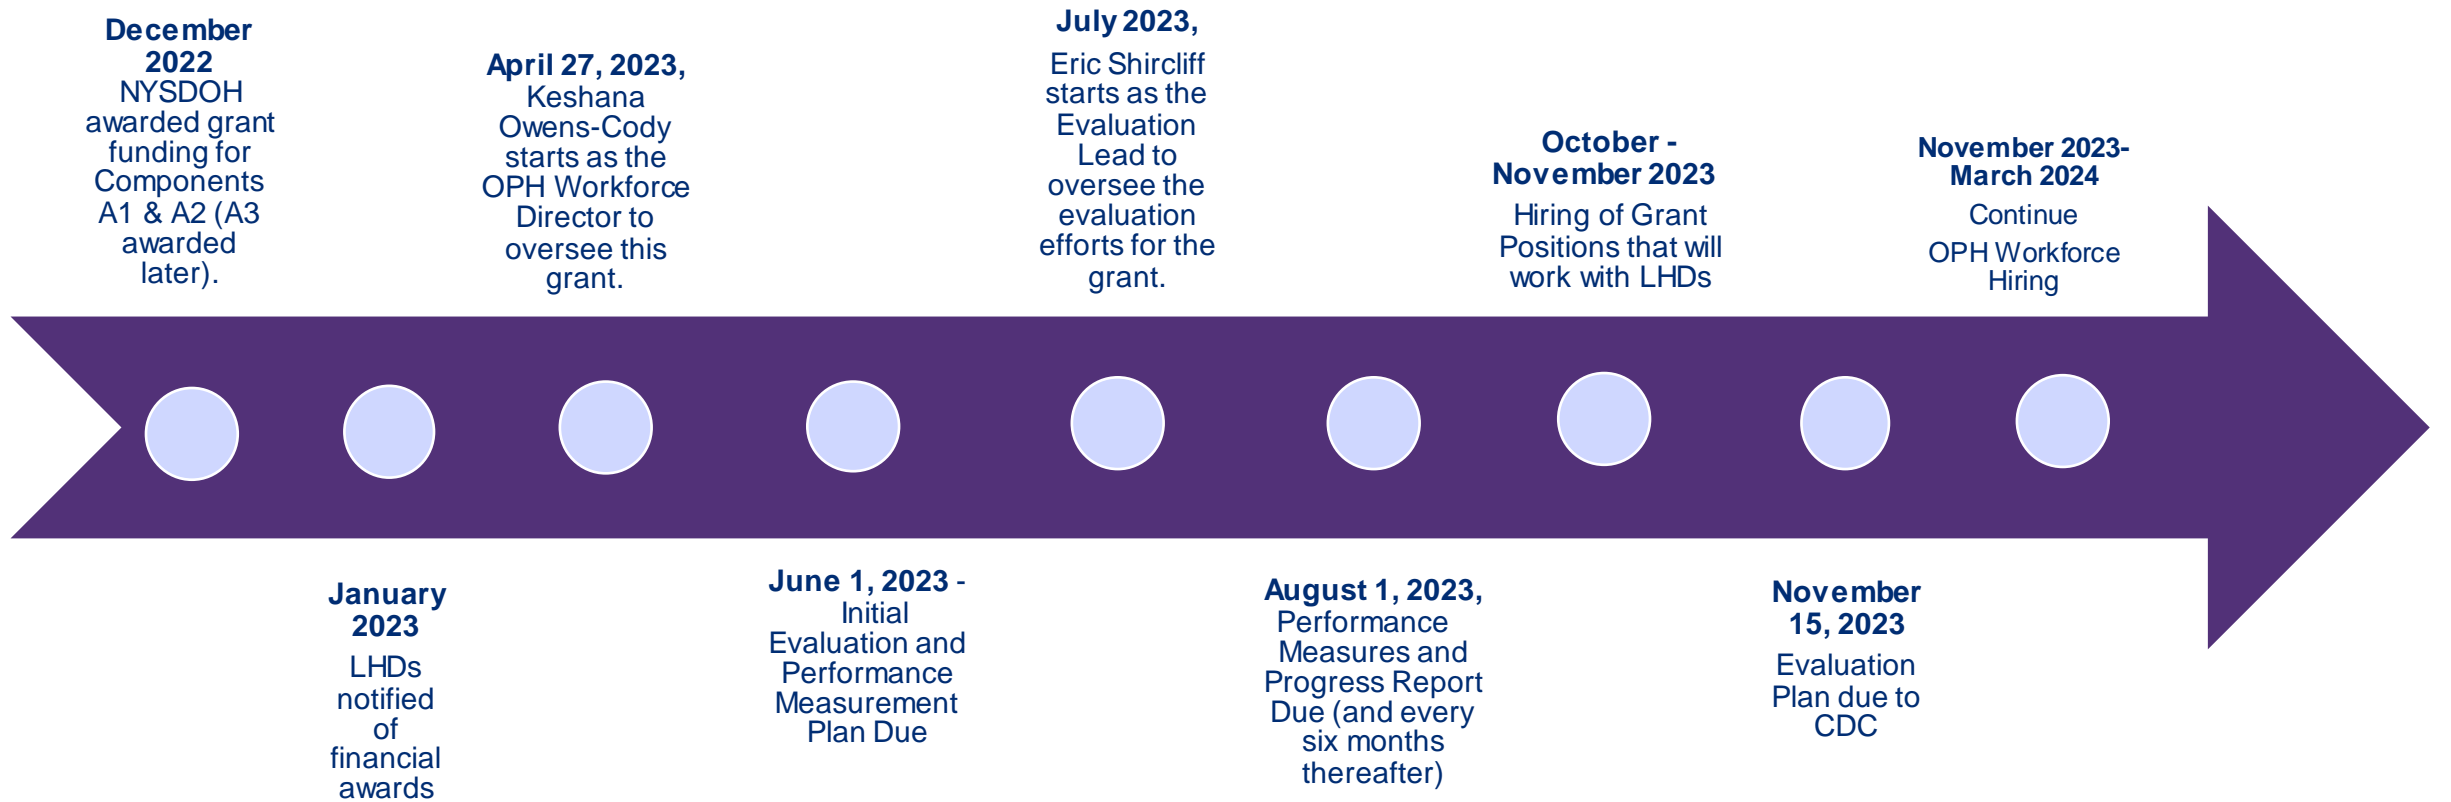 December
2022
NYSDOH
awarded grant
funding for
Components
A1 & A2 (A3
awarded
later).
January
2023
LHDs
notified
of
financial
awards
April 27, 2023,
Keshana
Owens-Cody
starts as the
OPH Workforce
Director to
oversee this
grant.
June 1, 2023 -
Initial
Evaluation and
Performance
Measurement
Plan Due
July 2023,
Eric Shircliff
starts as the
Evaluation
Lead to
oversee the
evaluation
efforts for the
grant.
August 1, 2023,
Performance
Measures and
Progress Report
Due (and every
six months
thereafter)
October -
November 2023
Hiring of Grant
Positions that will
work with LHDs
November
15, 2023
Evaluation
Plan due to
CDC
November 2023-
March 2024
Continue
OPH Workforce
Hiring